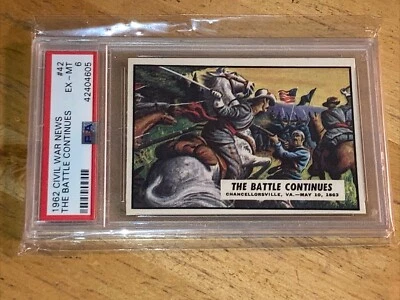 1962 CIVIL WAR NEWS
THE BATTLE CONTINUES
#42
EX - MT
6
42404605
PSA
THE BATTLE CONTINUES
CHANCELLORSVILLE, VA.—MAY 10, 1863